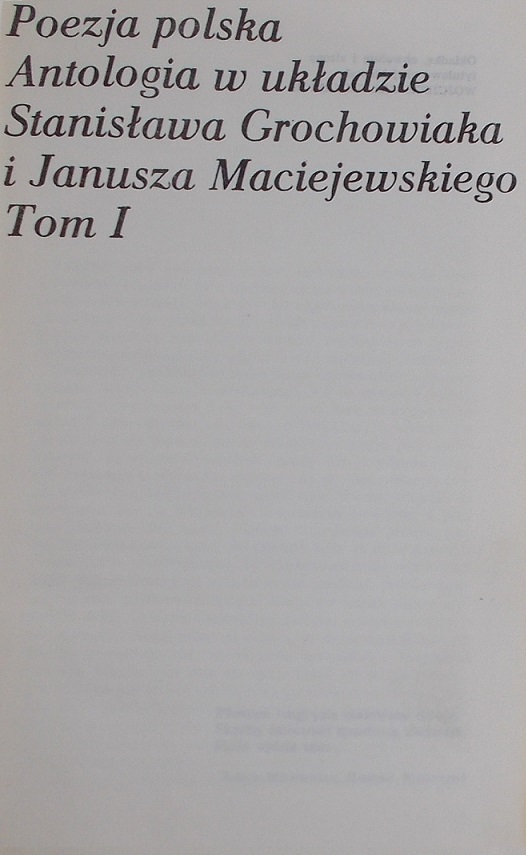 Poezja polska
Antologia w układzie
Stanisława Grochowiaka
i Janusza Maciejewskiego
Tom I